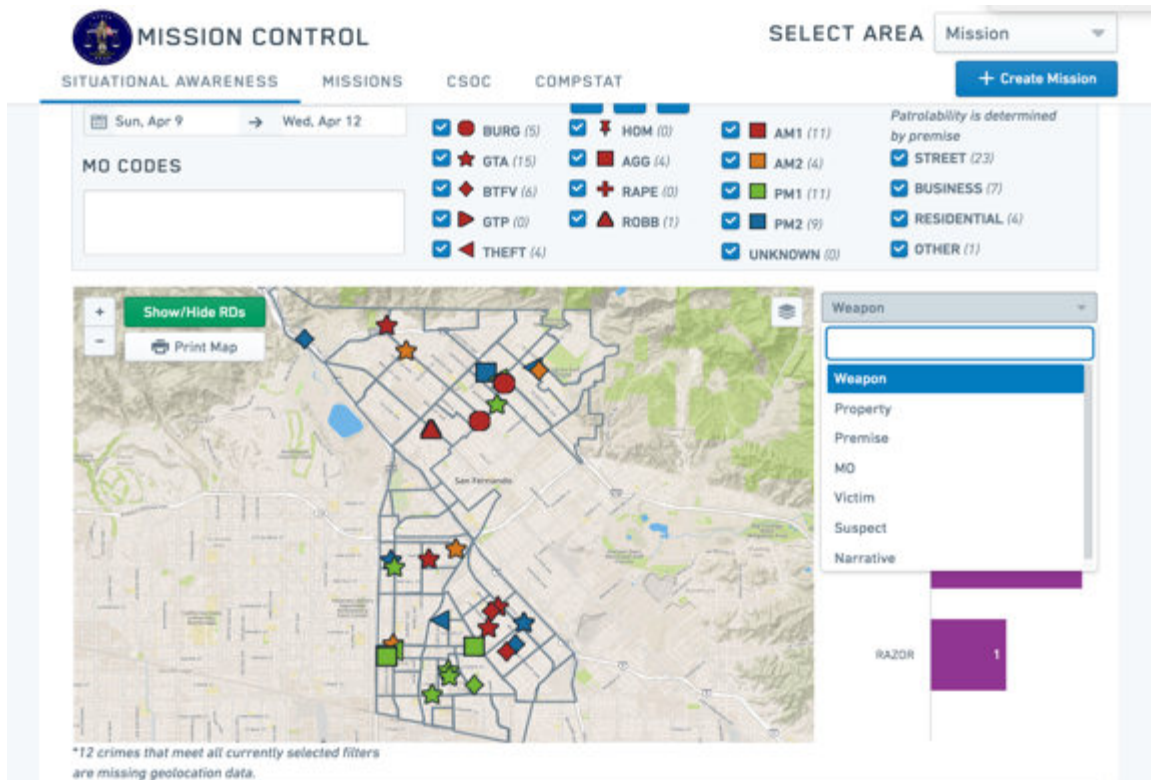 MISSION CONTROL
SELECT AREA Mission
SITUATIONAL AWARENESS MISSIONS CSOC COMPSTAT
+ Create Mission
Sun, Apr 9 → Wed, Apr 12
MO CODES
BURG (5)
GTA (15)
BTFV (6)
GTP (0)
THEFT (4)
HOM (0)
AGG (4)
RAPE (0)
ROBB (1)
AM1 (11)
AM2 (4)
PM1 (11)
PM2 (9)
UNKNOWN (0)
Patrolability is determined
by premise
STREET (23)
BUSINESS (7)
RESIDENTIAL (4)
OTHER (1)
+
−
Show/Hide RDs
Print Map
San Fernando
Weapon
Weapon
Property
Premise
MO
Victim
Suspect
Narrative
RAZOR 1
*12 crimes that meet all currently selected filters
are missing geolocation data.